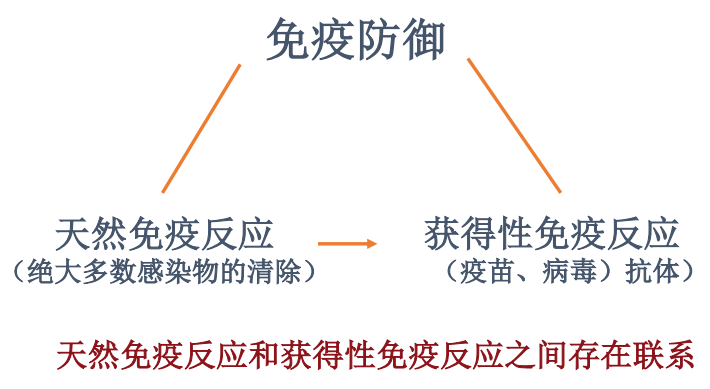 免疫防御
天然免疫反应
获得性免疫反应
（绝大多数感染物的清除）
（疫苗、病毒）抗体）
天然免疫反应和获得性免疫反应之间存在联系